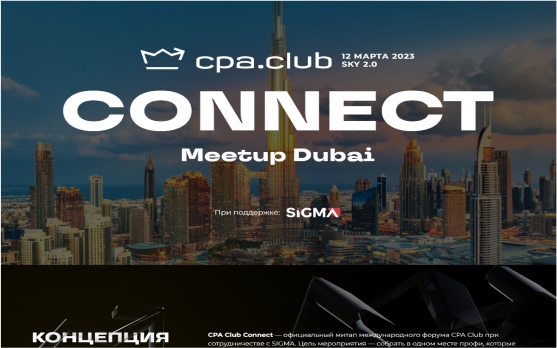 cpa.club
12 МАРТА 2023
SKY 2.0
CONNECT
Meetup Dubai
При поддержке: SiGMA
КОНЦЕПЦИЯ
CPA Club Connect — официальный митап международного форума CPA Club при
сотрудничестве с SIGMA. Цель мероприятия — собрать в одном месте профи, которые